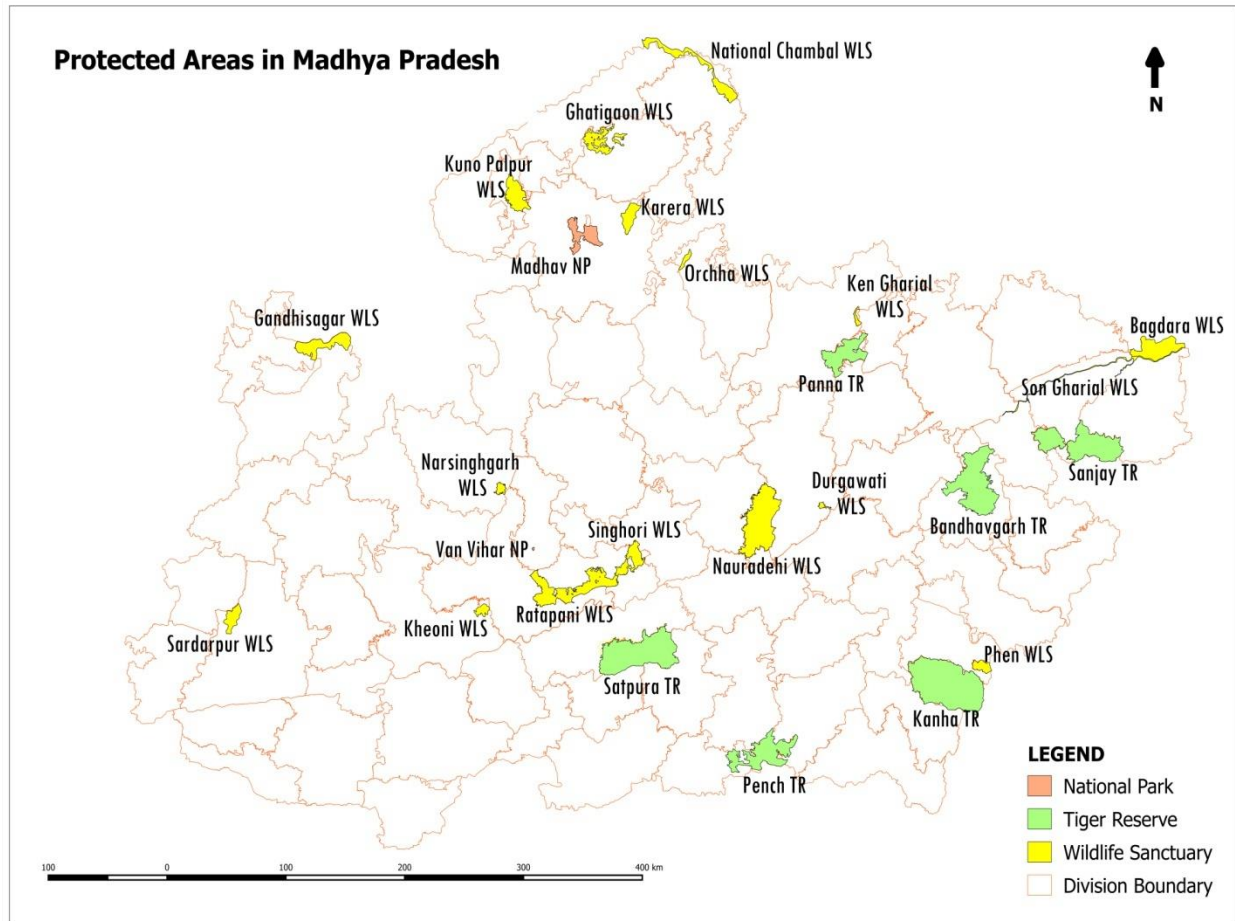 Protected Areas in Madhya Pradesh
National Chambal WLS
N
Ghatigaon WLS
Kuno Palpur
WLS
Karera WLS
Madhav NP
Orchha WLS
Ken Gharial
WLS
Gandhisagar WLS
Bagdara WLS
Panna TR
Son Gharial WLS
Sanjay TR
Narsinghgarh
WLS
Durgawati
WLS
Bandhavgarh TR
Singhori WLS
Van Vihar NP
Nauradehi WLS
Ratapani WLS
Kheoni WLS
Sardarpur WLS
Phen WLS
Satpura TR
Kanha TR
Pench TR
LEGEND
National Park
Tiger Reserve
Wildlife Sanctuary
Division Boundary
100 0 100 200 300 400 km